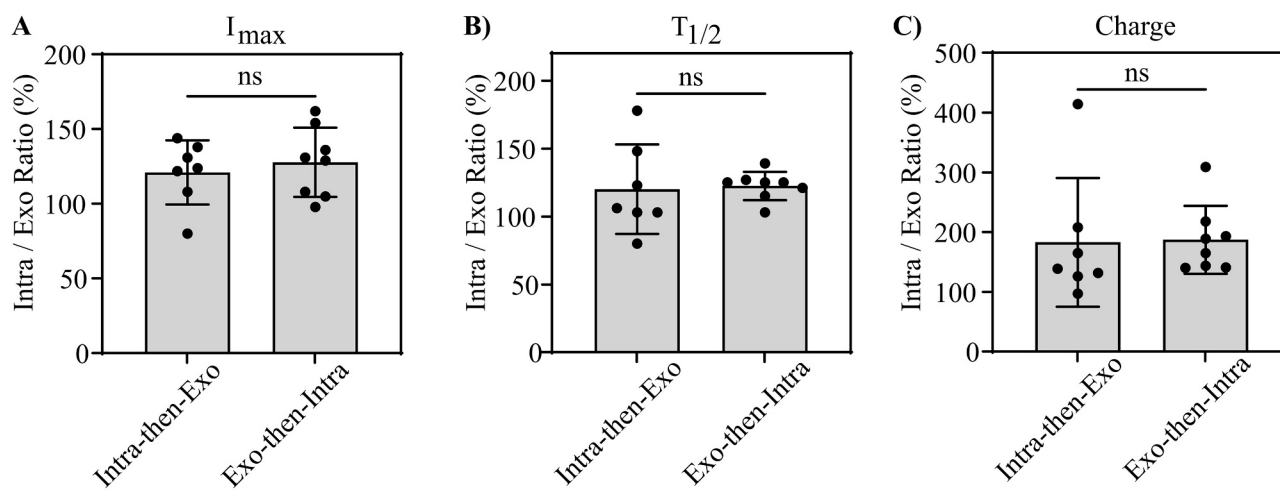 A
I max
Intra / Exo Ratio (%)
200
150
100
50
0
ns
Intra-then-Exo
Exo-then-Intra
B)
T1/2
Intra / Exo Ratio (%)
200
150
100
50
0
ns
Intra-then-Exo
Exo-then-Intra
C)
Charge
Intra / Exo Ratio (%)
500
400
300
200
100
0
ns
Intra-then-Exo
Exo-then-Intra